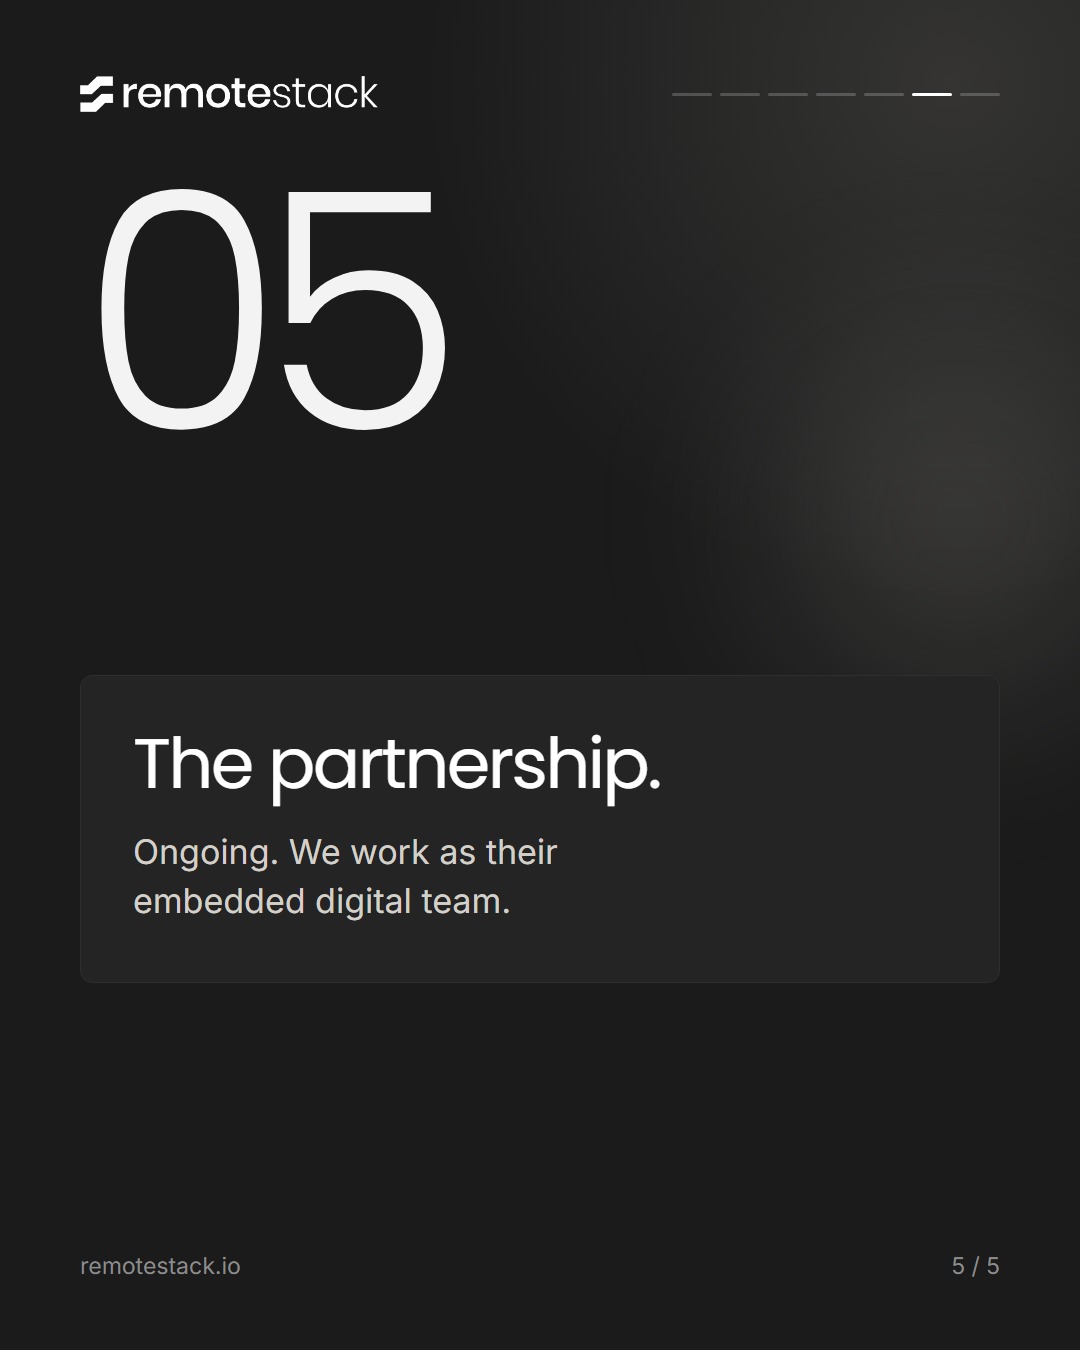 remotestack
05
The partnership.
Ongoing. We work as their
embedded digital team.
remotestack.io
5 / 5